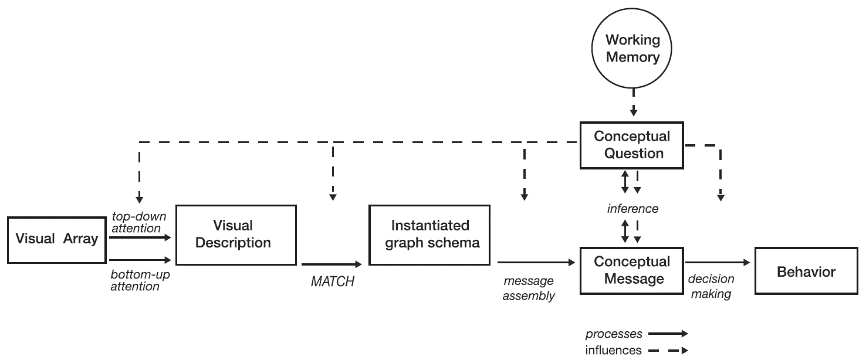 Working
Memory
Conceptual
Question
top-down
attention
Visual Array
bottom-up
attention
Visual
Description
MATCH
Instantiated
graph schema
message
assembly
inference
Conceptual
Message
decision
making
Behavior
processes
influences